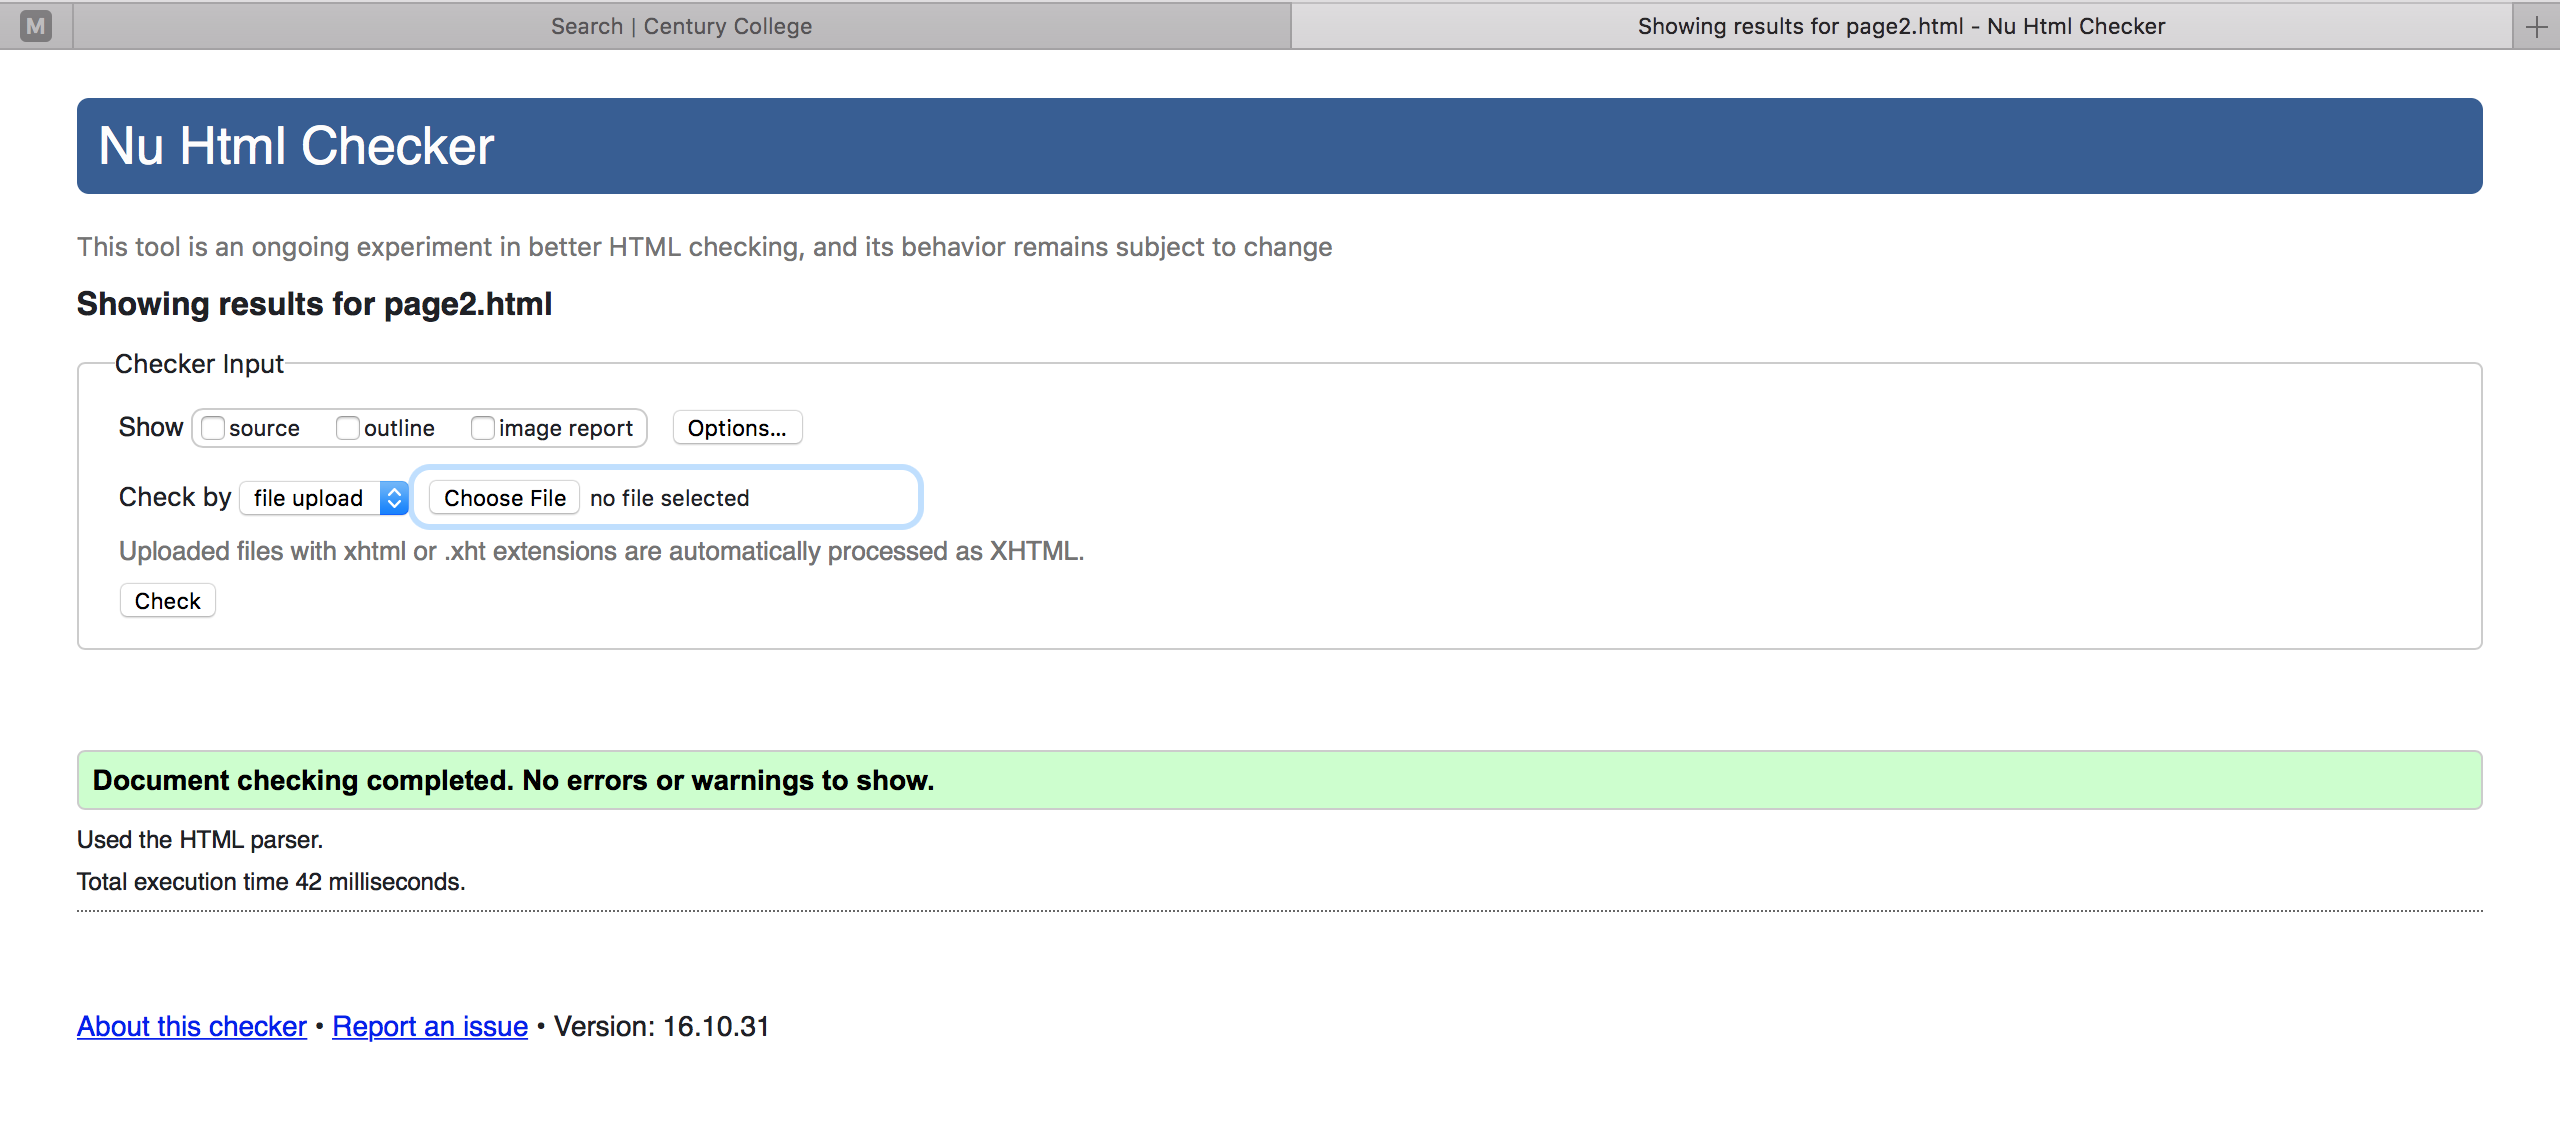 M Search | Century College Showing results for page2.html - Nu Html Checker +
Nu Html Checker
This tool is an ongoing experiment in better HTML checking, and its behavior remains subject to change
Showing results for page2.html
Checker Input
Show source outline image report Options...
Check by file upload Choose File no file selected
Uploaded files with xhtml or .xht extensions are automatically processed as XHTML.
Check
Document checking completed. No errors or warnings to show.
Used the HTML parser.
Total execution time 42 milliseconds.
About this checker • Report an issue • Version: 16.10.31